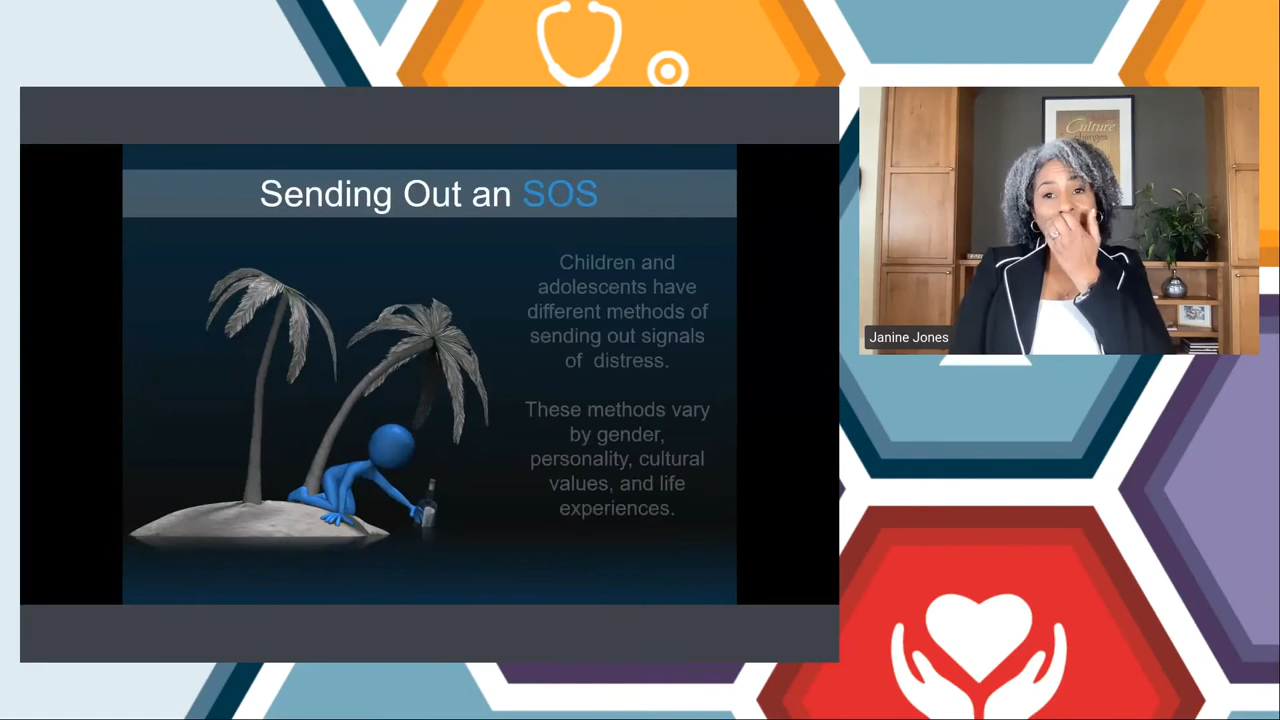 Sending Out an SOS
Children and
adolescents have
different methods of
sending out signals
of distress.
These methods vary
by gender,
personality, cultural
values, and life
experiences.
Culture
changes
Janine Jones